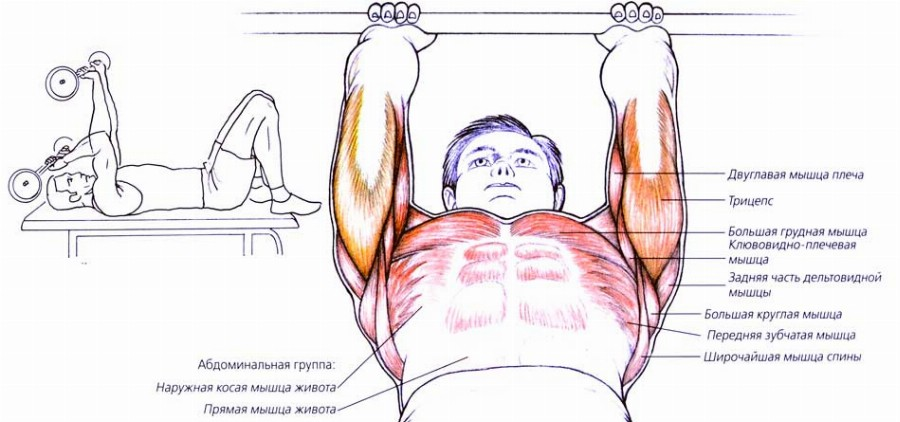 Двуглавая мышца плеча
Трицепс
Большая грудная мышца
Клювовидно-плечевая
мышца
Задняя часть дельтовидной
мышцы
Большая круглая мышца
Передняя зубчатая мышца
Широчайшая мышца спины
Абдоминальная группа:
Наружная косая мышца живота
Прямая мышца живота